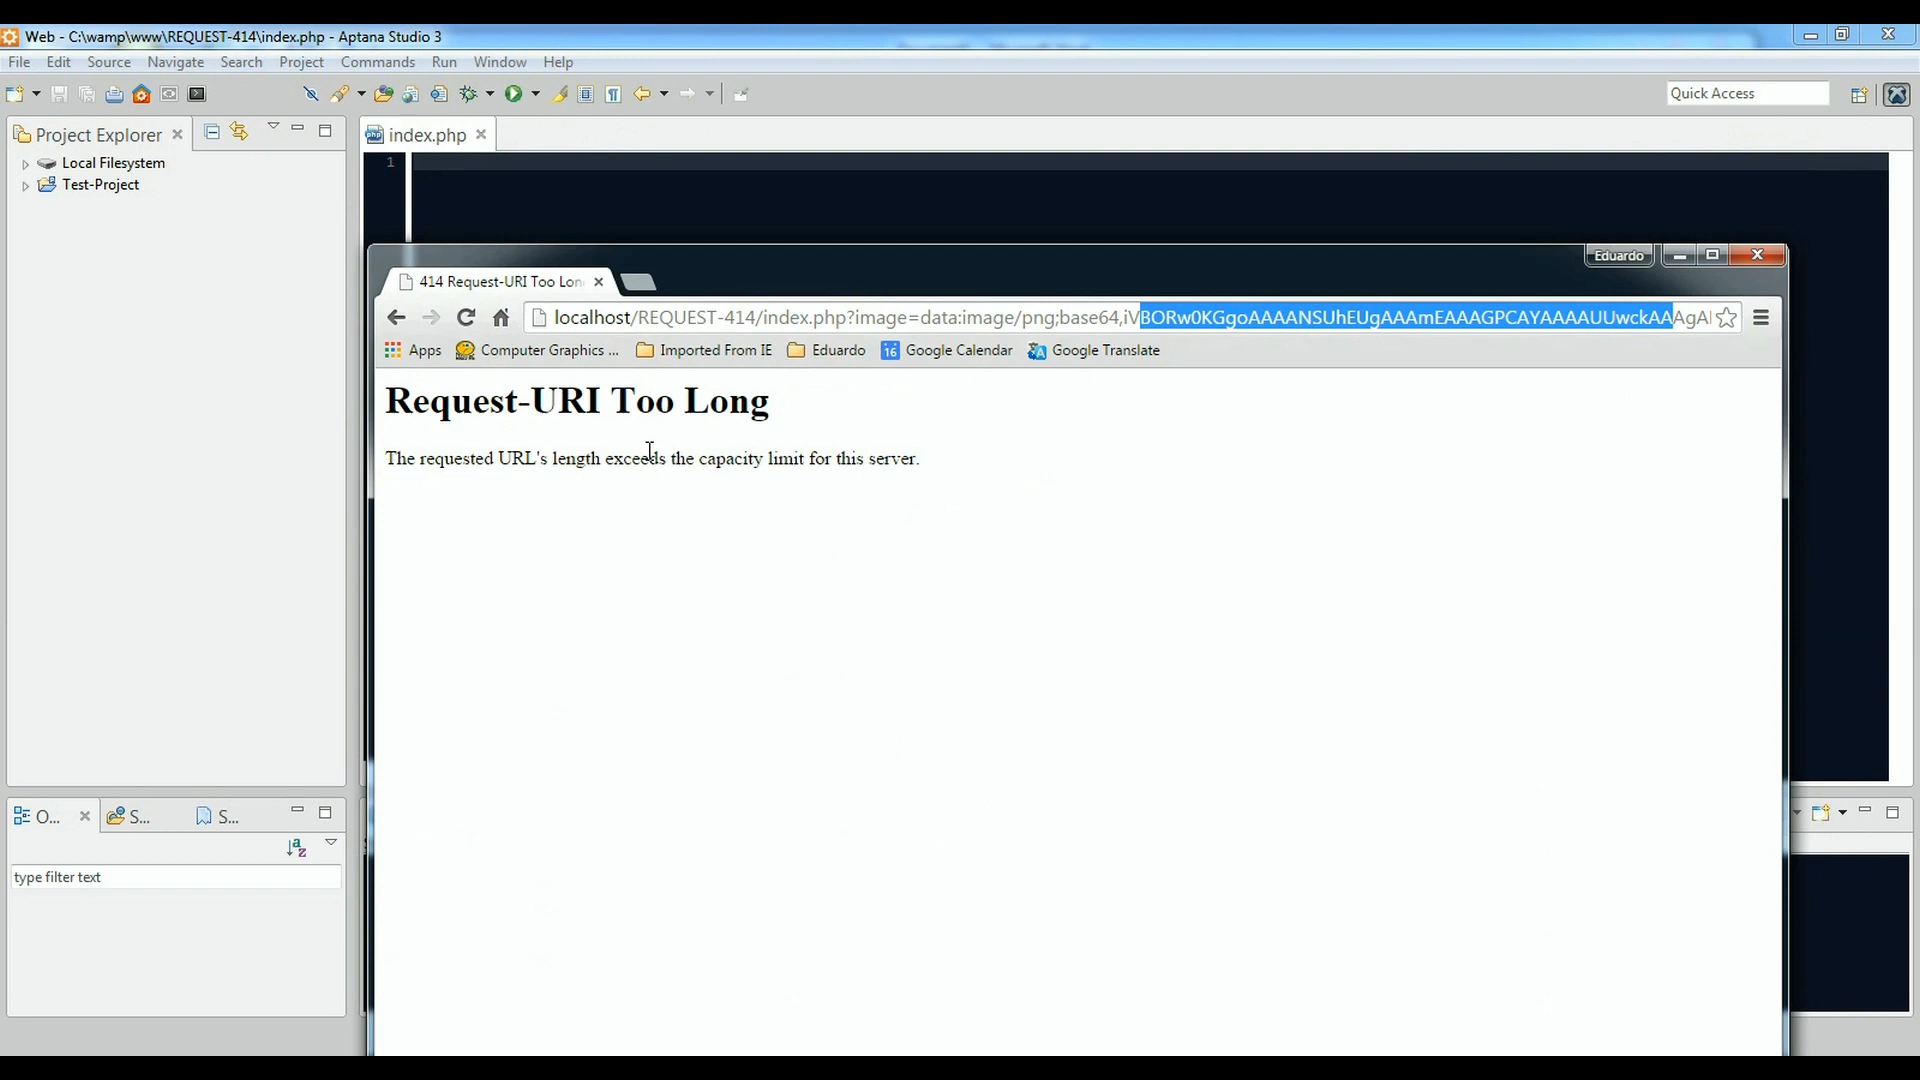 Web - C:\wamp\www\REQUEST-414\index.php - Aptana Studio 3
File Edit Source Navigate Search Project Commands Run Window Help
Quick Access
Project Explorer
index.php
Local Filesystem
1
Test-Project
Eduardo
414 Request-URI Too Lon
localhost/REQUEST-414/index.php?image=data:image/png;base64,iVBORw0KGgoAAAANSUhEUgAAAmEAAAGPCAYAAAAUUwckAAAgAI
Apps Computer Graphics ... Imported From IE Eduardo 16 Google Calendar Google Translate
Request-URI Too Long
The requested URL's length exceeds the capacity limit for this server.
O... S... S...
type filter text